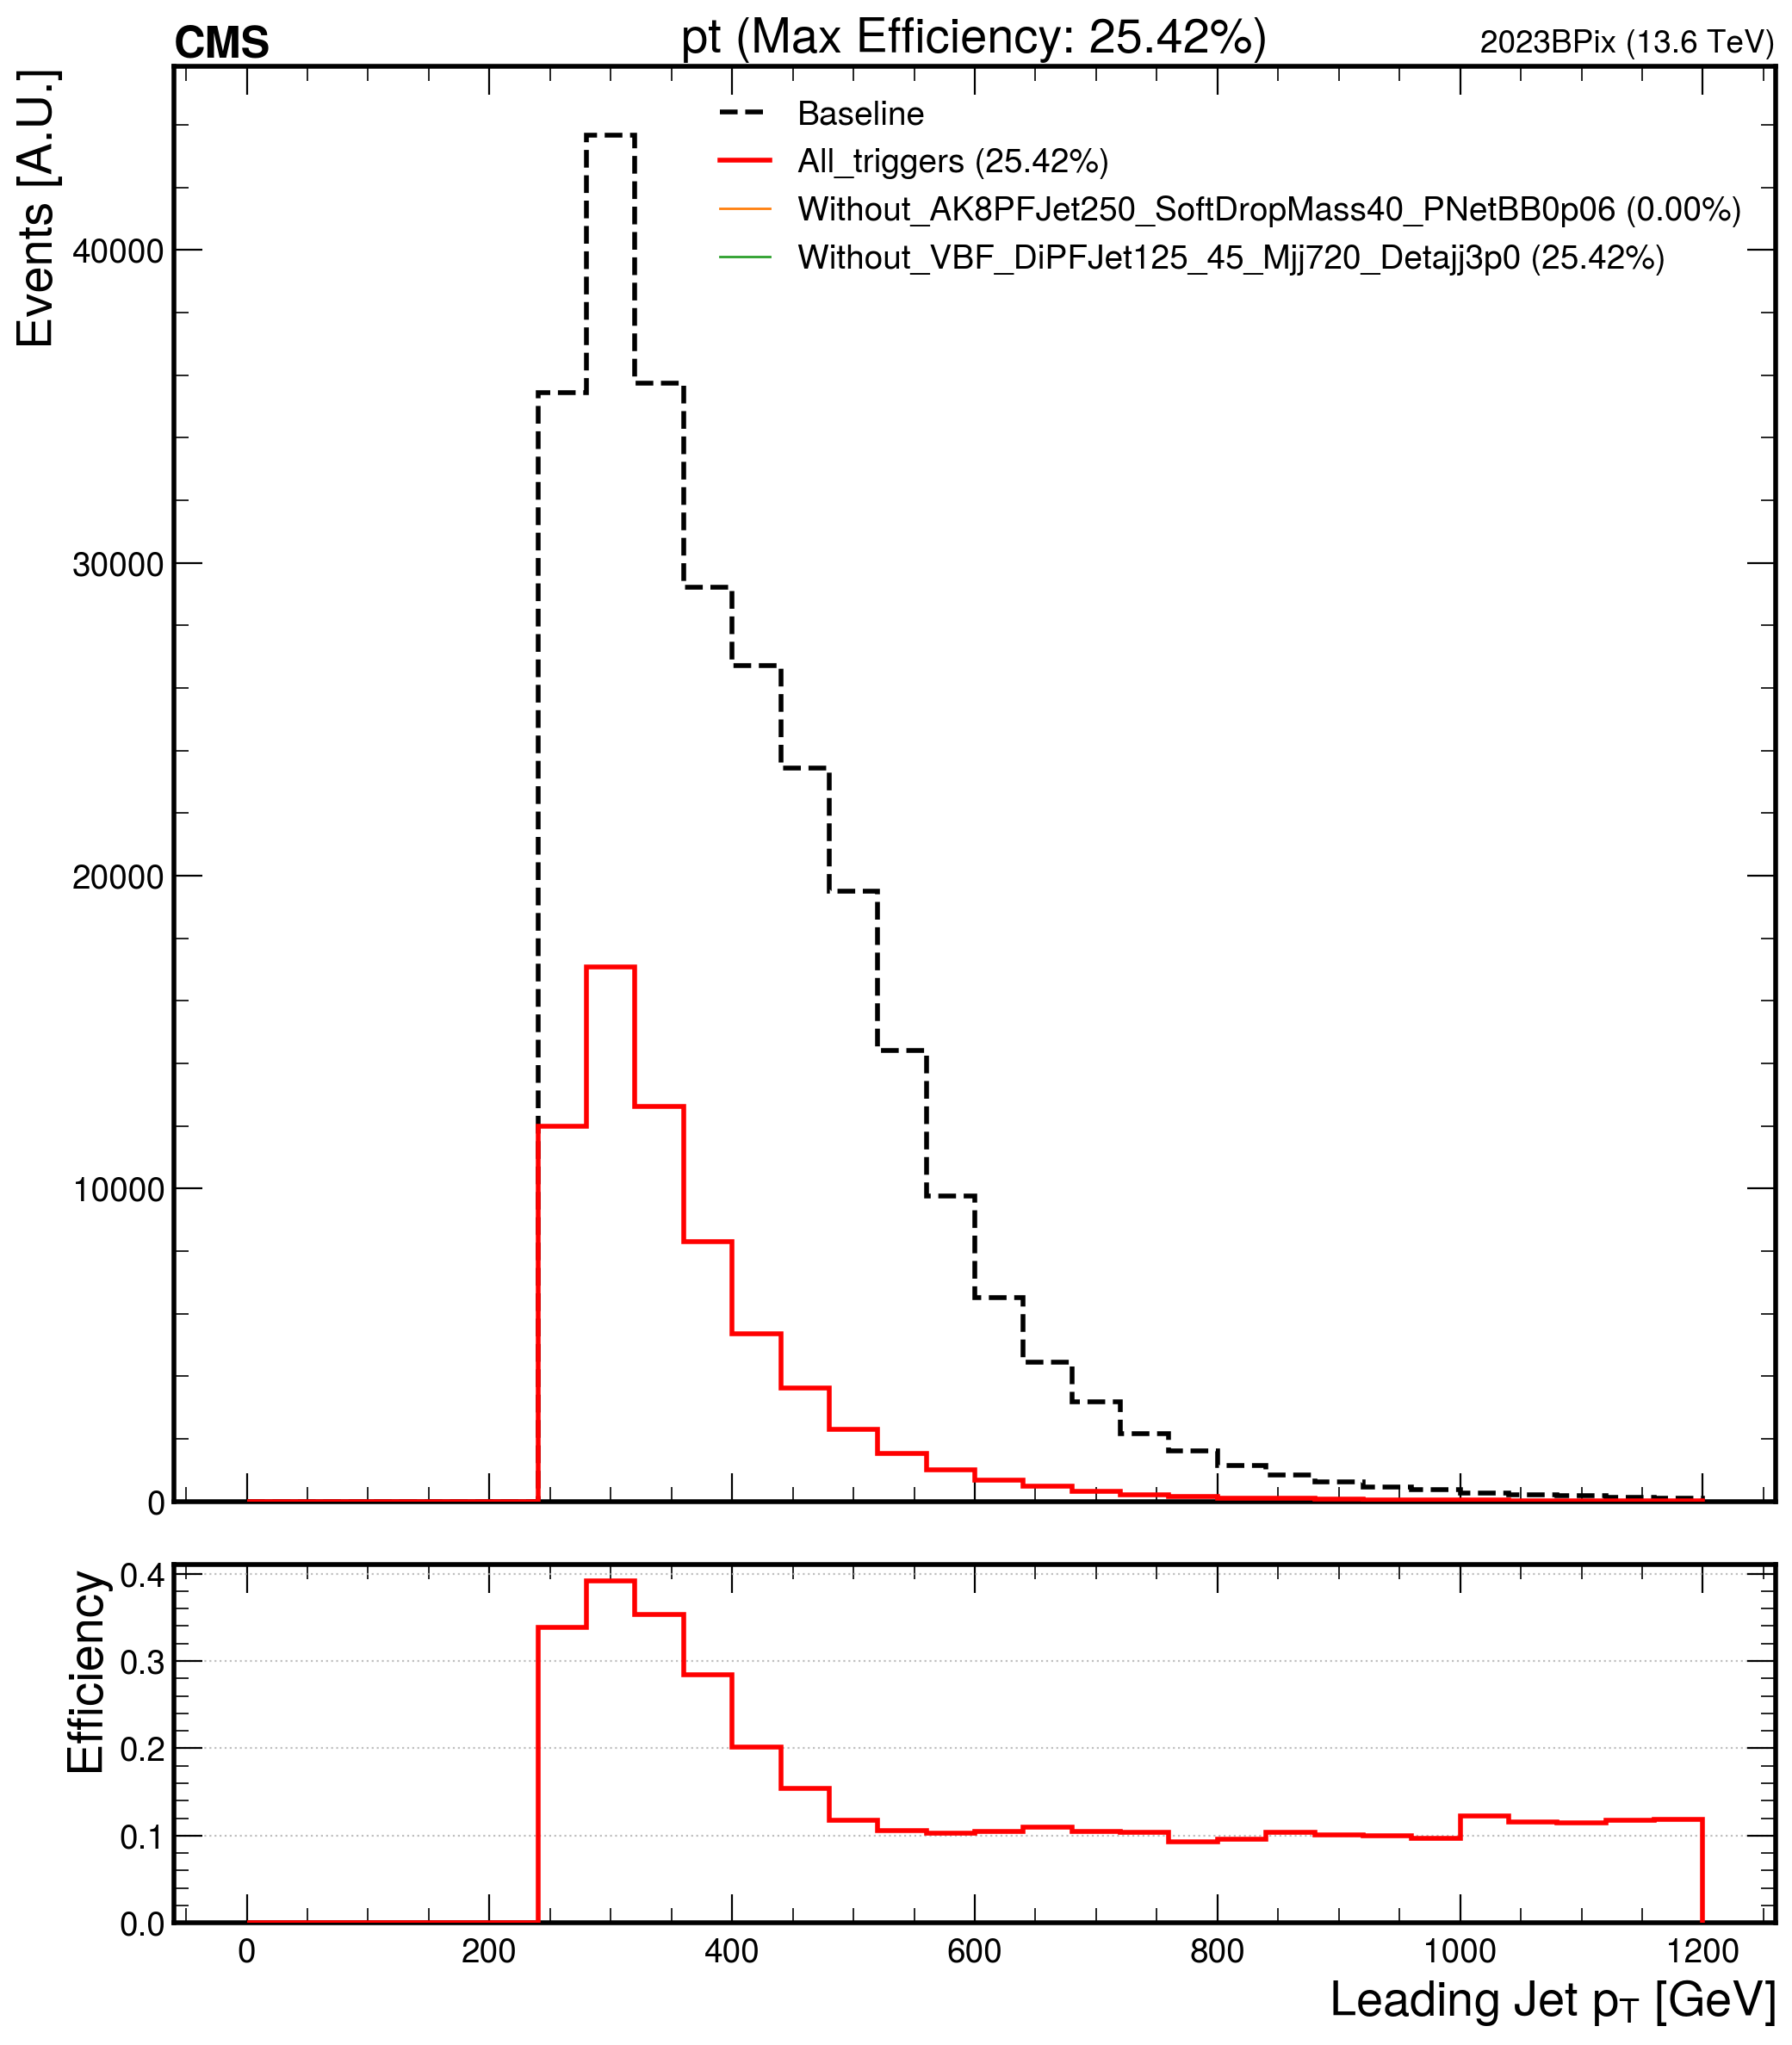 CMS
pt (Max Efficiency: 25.42%)
2023BPix (13.6 TeV)
Events [A.U.]
Baseline
All_triggers (25.42%)
Without_AK8PFJet250_SoftDropMass40_PNetBB0p06 (0.00%)
Without_VBF_DiPFJet125_45_Mjj720_Detajj3p0 (25.42%)
40000
30000
20000
10000
0
Efficiency
0.4
0.3
0.2
0.1
0.0
0 200 400 600 800 1000 1200
Leading Jet pT [GeV]